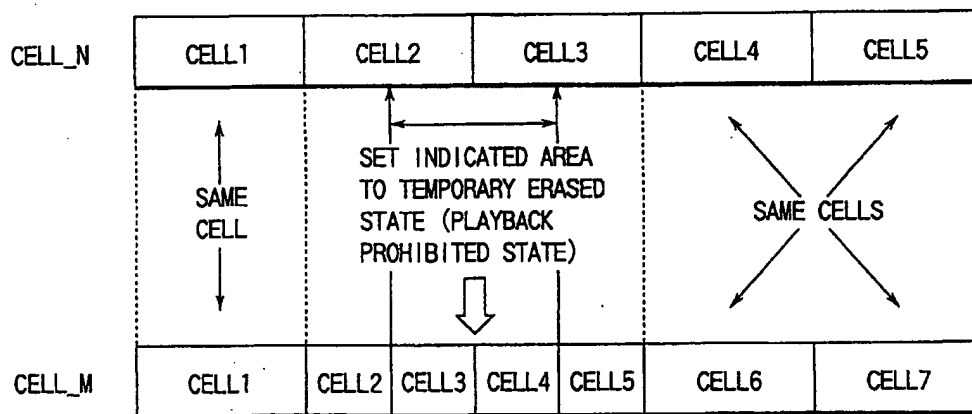 CELL_N CELL1 CELL2 CELL3 CELL4 CELL5
SAME
CELL
SET INDICATED AREA
TO TEMPORARY ERASED
STATE (PLAYBACK
PROHIBITED STATE)
SAME CELLS
CELL_M CELL1 CELL2 CELL3 CELL4 CELL5 CELL6 CELL7